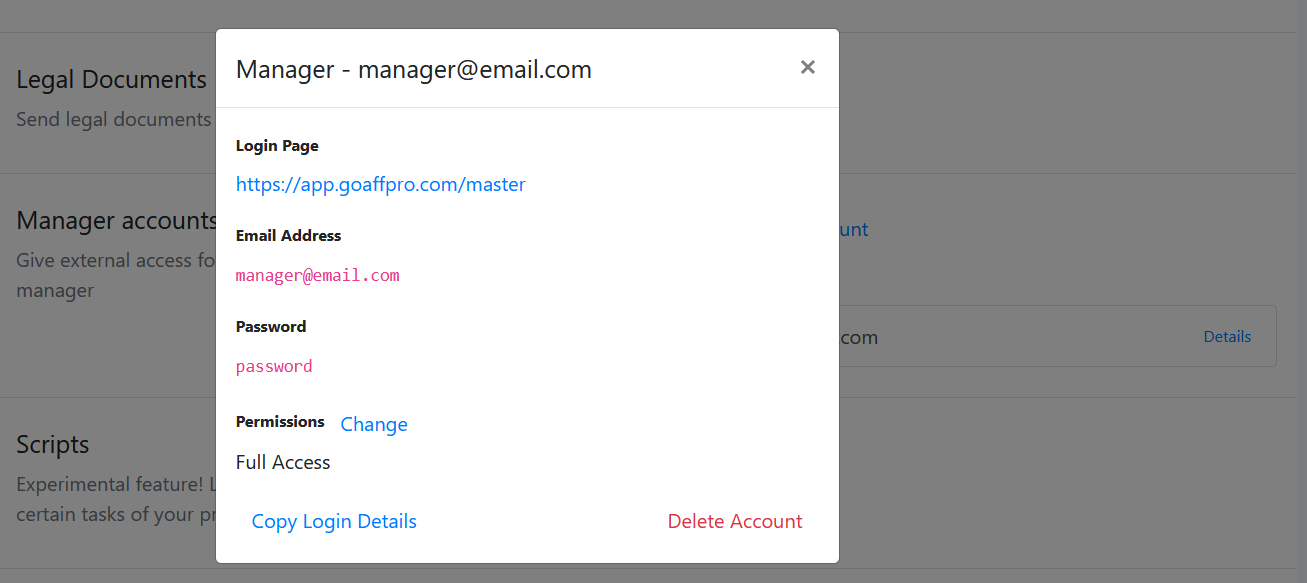 Manager - manager@email.com
×
Login Page
https://app.goaffpro.com/master
Email Address
manager@email.com
Password
password
Permissions Change
Full Access
Copy Login Details
Delete Account
Legal Documents
Send legal documents
Manager accounts
Give external access fo
manager
unt
.com
Details
Scripts
Experimental feature! L
certain tasks of your pr